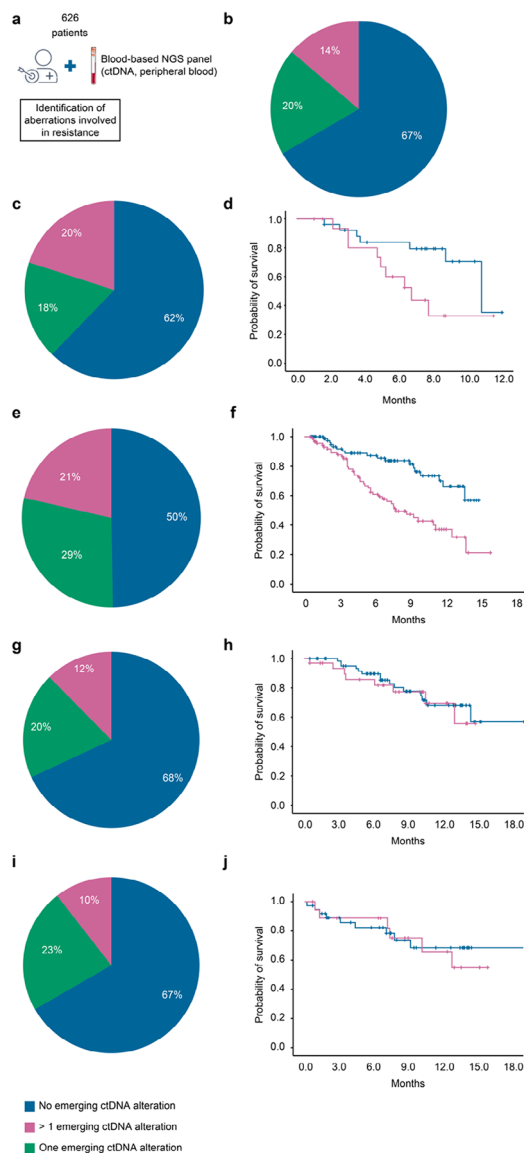 a
626
patients
Blood-based NGS panel
(ctDNA, peripheral blood)
Identification of
aberrations involved
in resistance
b
14%
20%
67%
c
20%
18%
62%
d
Probability of survival
1.0
0.8
0.6
0.4
0.2
0.0
0.0 2.0 4.0 6.0 8.0 10.0 12.0
Months
e
21%
29%
50%
f
Probability of survival
1.0
0.8
0.6
0.4
0.2
0.0
0.0 3.0 6.0 9.0 12.0 15.0 18.0
Months
g
12%
20%
68%
h
Probability of survival
1.0
0.8
0.6
0.4
0.2
0.0
0.0 3.0 6.0 9.0 12.0 15.0 18.0
Months
i
10%
23%
67%
j
Probability of survival
1.0
0.8
0.6
0.4
0.2
0.0
0.0 3.0 6.0 9.0 12.0 15.0 18.0
Months
No emerging ctDNA alteration
> 1 emerging ctDNA alteration
One emerging ctDNA alteration